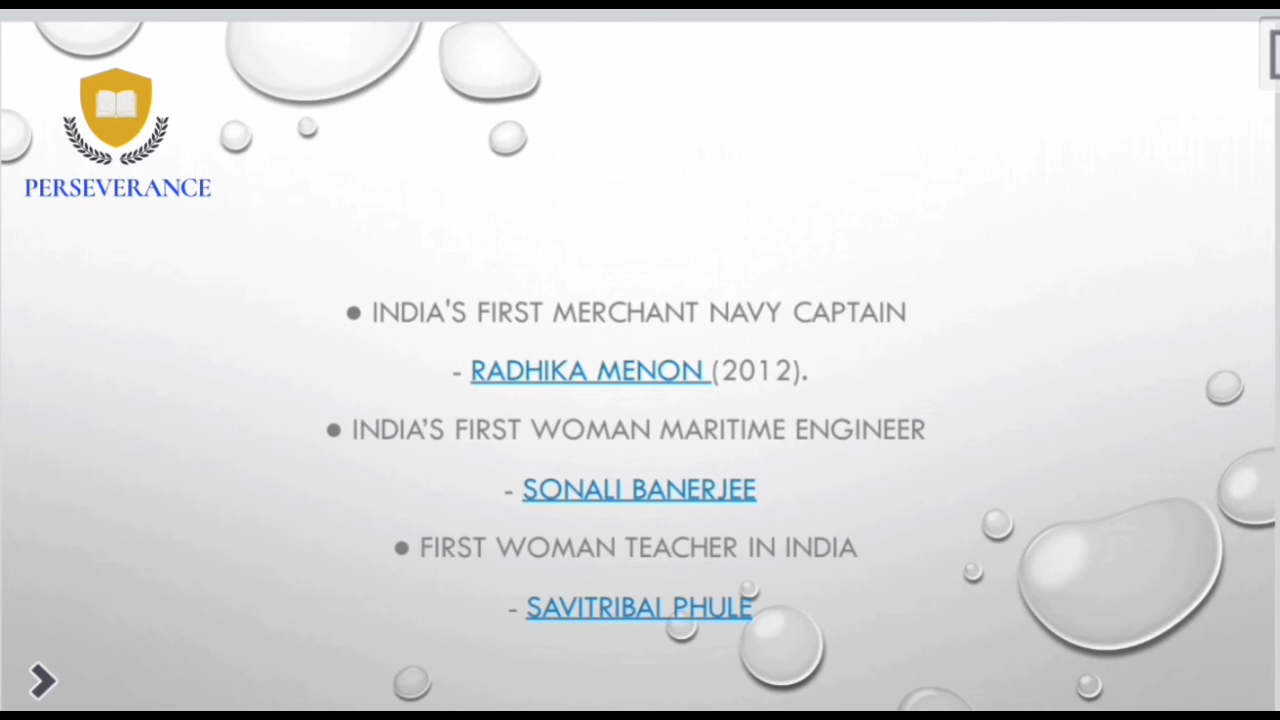 PERSEVERANCE
● INDIA'S FIRST MERCHANT NAVY CAPTAIN
- RADHIKA MENON (2012).
● INDIA’S FIRST WOMAN MARITIME ENGINEER
- SONALI BANERJEE
● FIRST WOMAN TEACHER IN INDIA
- SAVITRIBAI PHULE